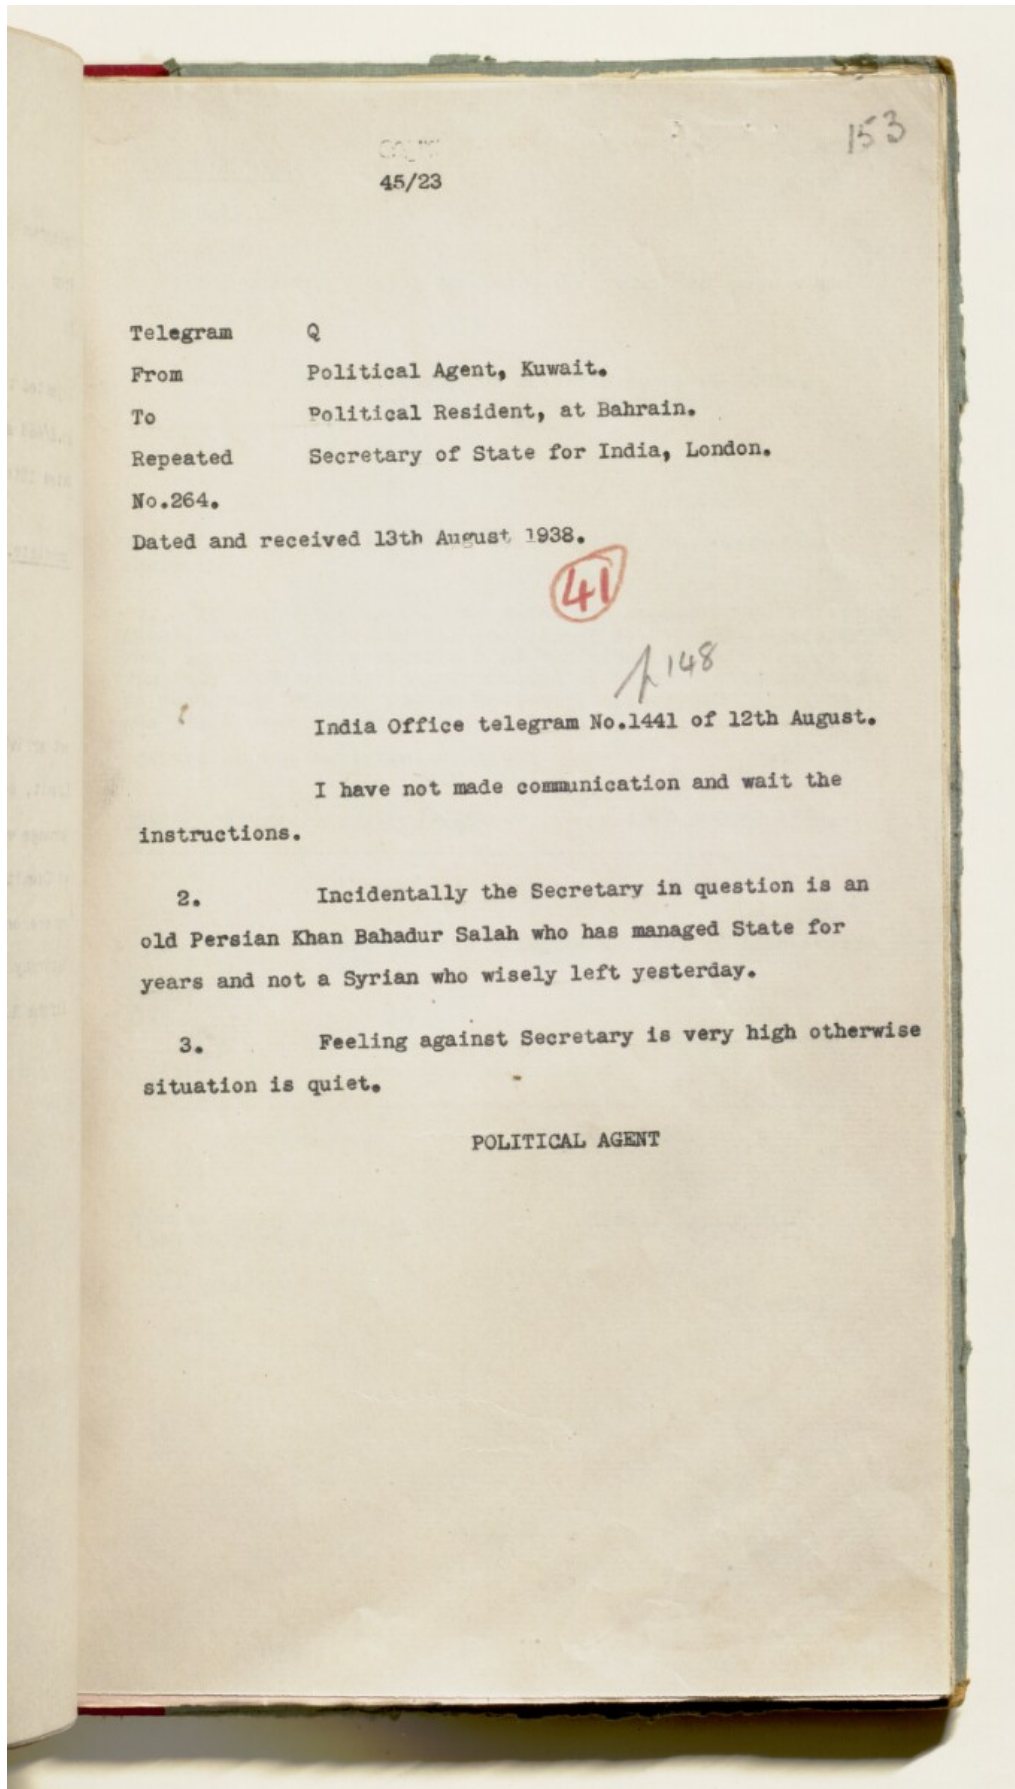 153
45/23
Telegram Q
From Political Agent, Kuwait.
To Political Resident, at Bahrain.
Repeated Secretary of State for India, London.
No.264.
Dated and received 13th August 1938.
41
p 148
India Office telegram No.1441 of 12th August.
I have not made communication and wait the
instructions.
2. Incidentally the Secretary in question is an
old Persian Khan Bahadur Salah who has managed State for
years and not a Syrian who wisely left yesterday.
3. Feeling against Secretary is very high otherwise
situation is quiet.
POLITICAL AGENT